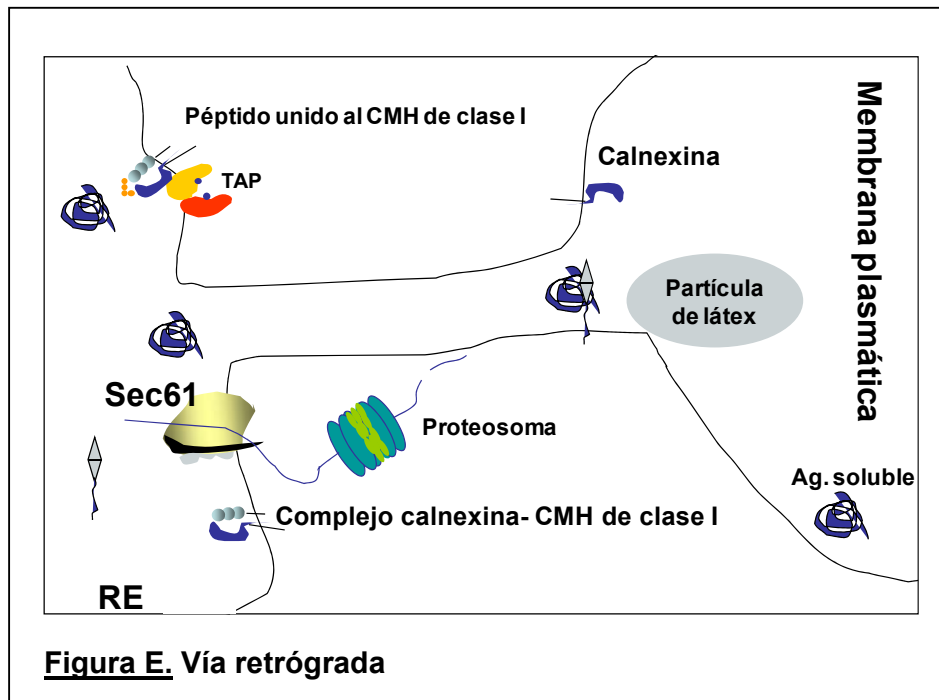 Péptido unido al CMH de clase I
TAP
Calnexina
Membrana plasmática
Partícula
de látex
Sec61
Proteosoma
Ag. soluble
Complejo calnexina- CMH de clase I
RE
Figura E. Vía retrógrada